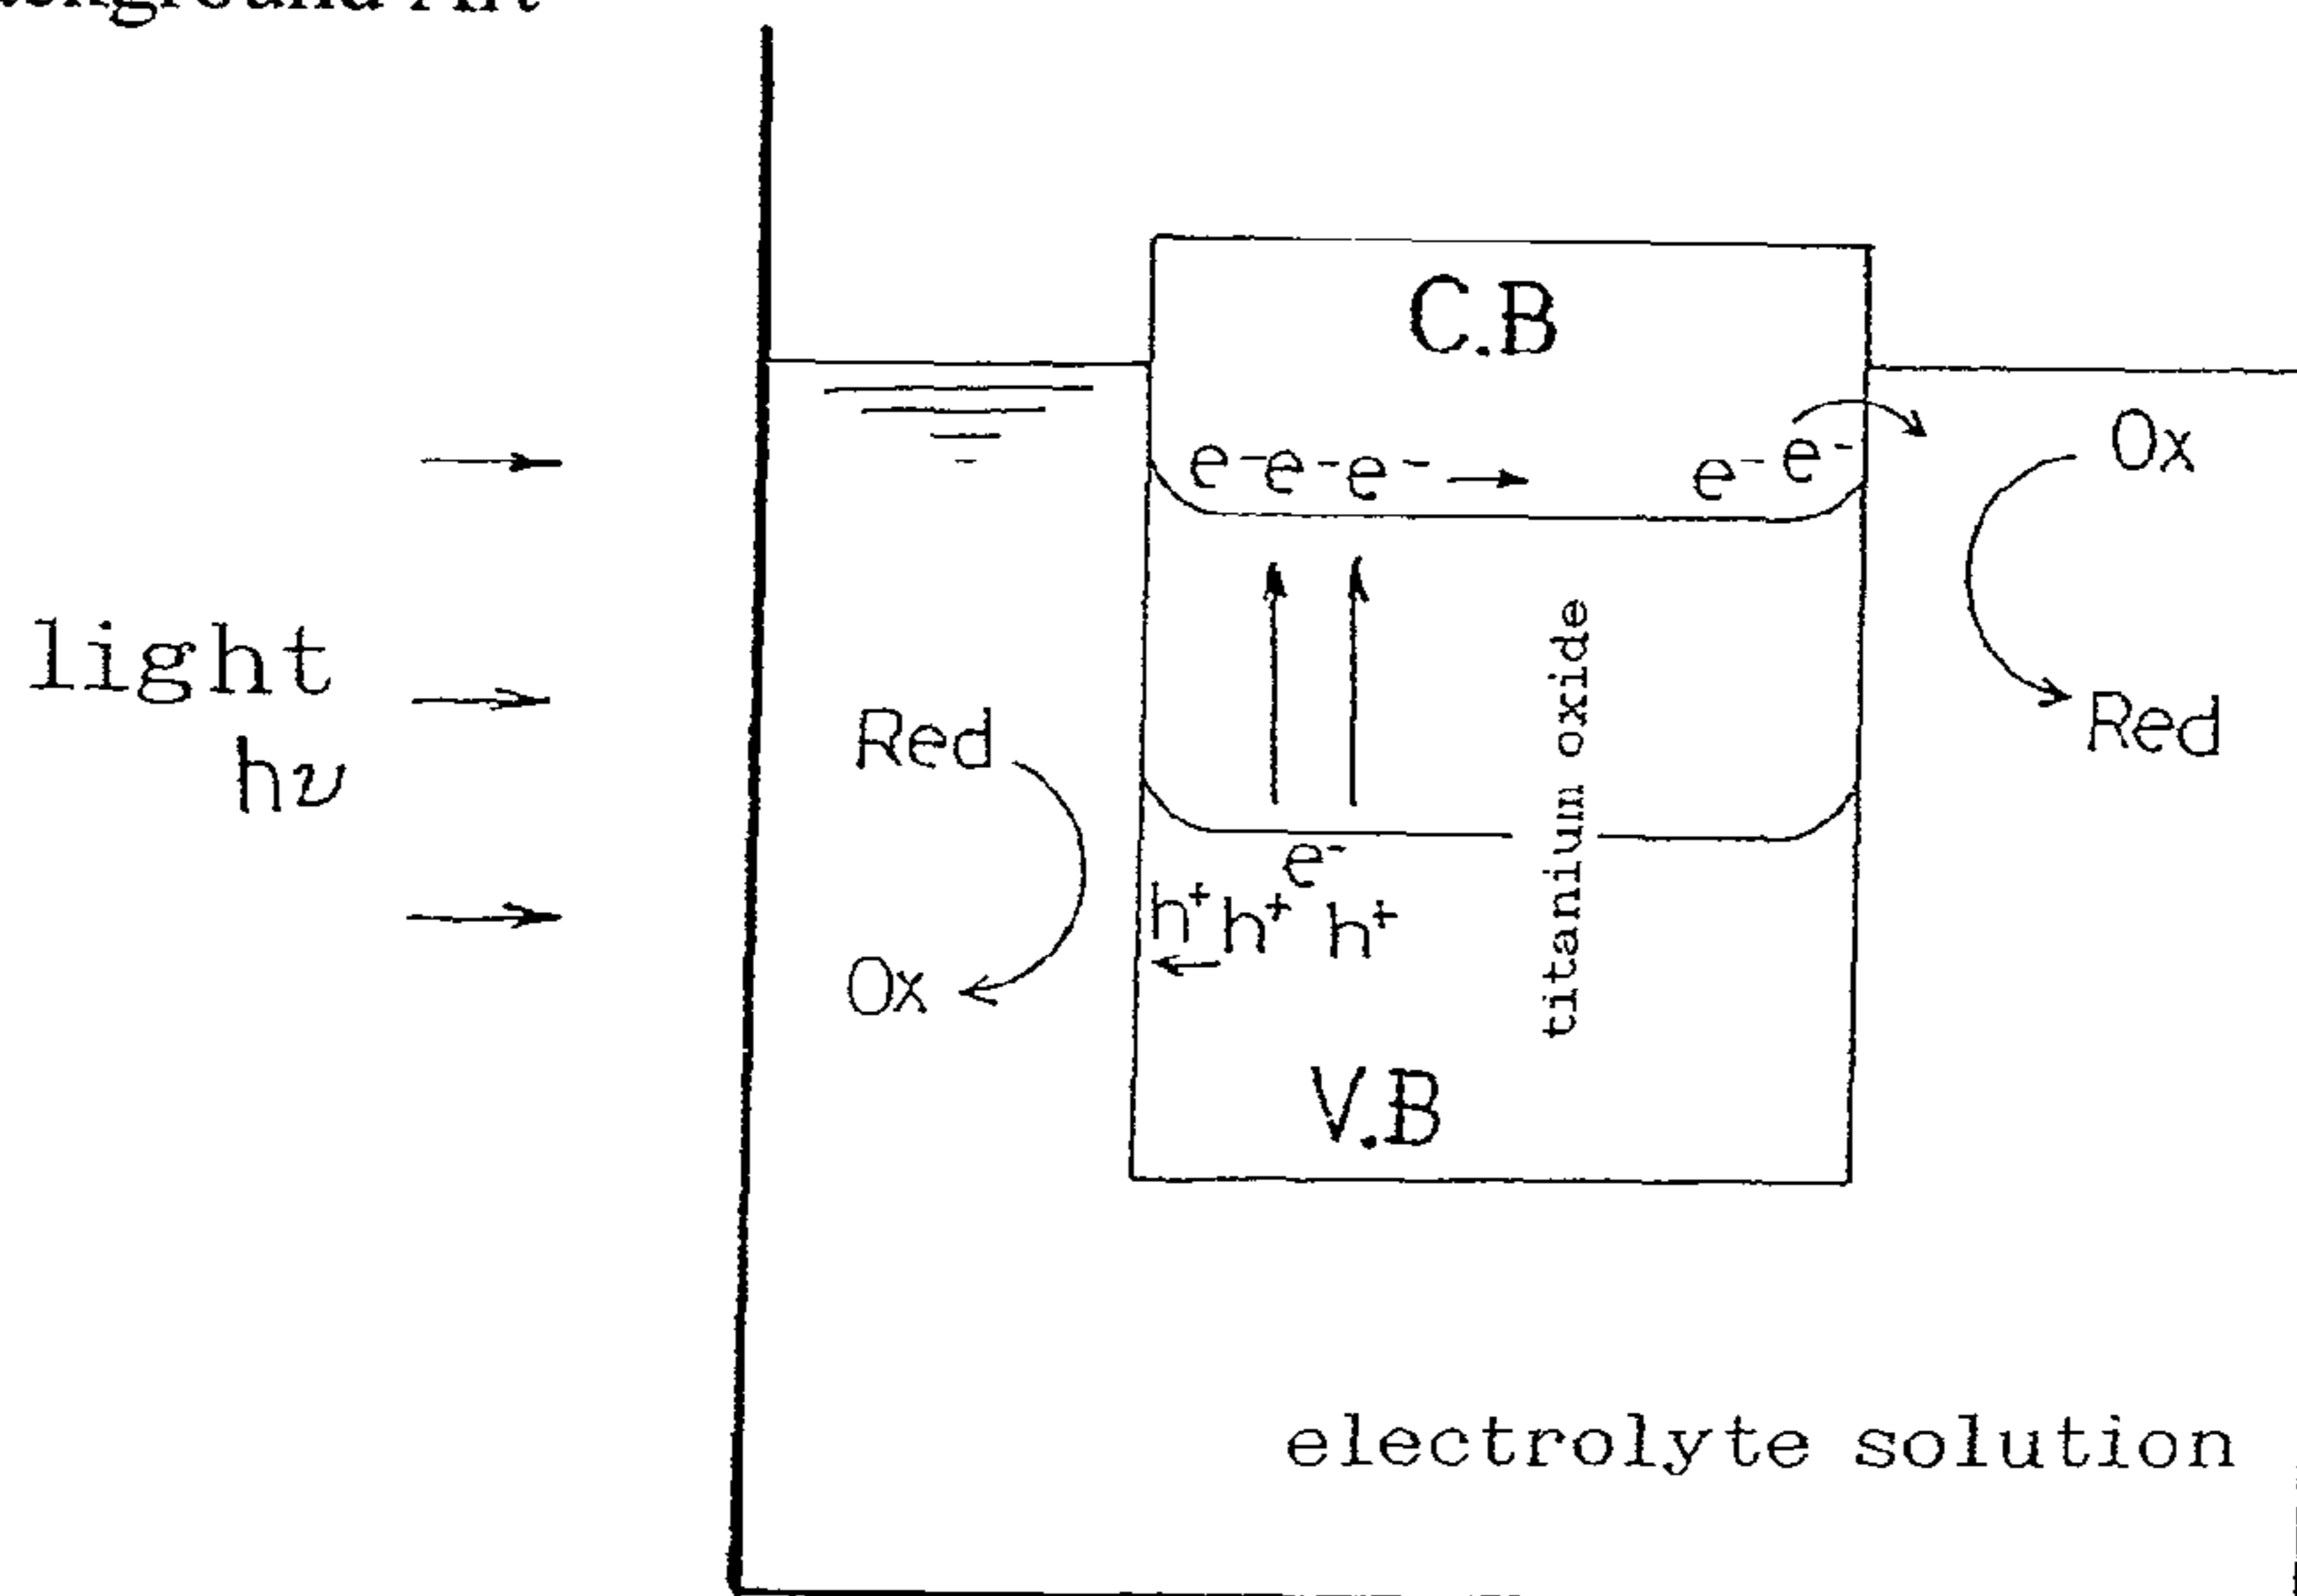 C.B
e⁻e⁻e⁻
e⁻ e⁻
Ox
light
hν
Red
titanium oxide
Red
e⁻
h⁺ h⁺ h⁺
Ox
V.B
electrolyte solution